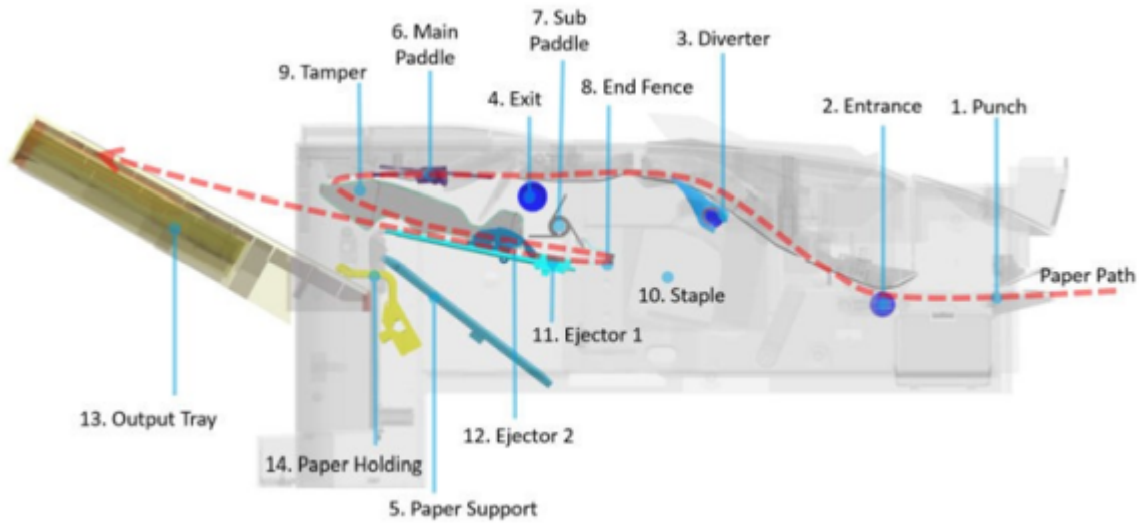 7. Sub
Paddle
6. Main
Paddle
3. Diverter
9. Tamper
4. Exit
8. End Fence
2. Entrance
1. Punch
Paper Path
10. Staple
11. Ejector 1
13. Output Tray
12. Ejector 2
14. Paper Holding
5. Paper Support